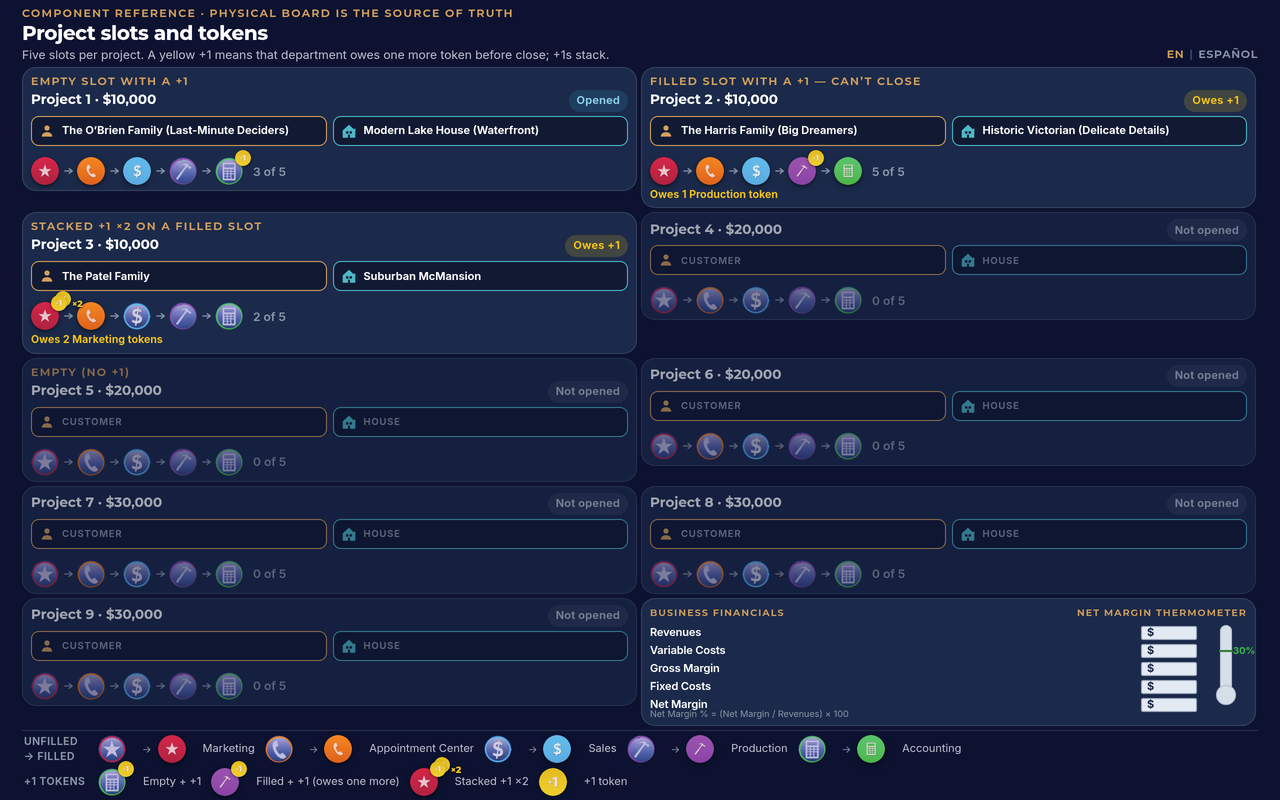 COMPONENT REFERENCE · PHYSICAL BOARD IS THE SOURCE OF TRUTH
Project slots and tokens
Five slots per project. A yellow +1 means that department owes one more token before close; +1s stack.
EN | ESPAÑOL
EMPTY SLOT WITH A +1
Project 1 · $10,000
Opened
The O’Brien Family (Last-Minute Deciders)
Modern Lake House (Waterfront)
3 of 5
FILLED SLOT WITH A +1 — CAN’T CLOSE
Project 2 · $10,000
Owes +1
The Harris Family (Big Dreamers)
Historic Victorian (Delicate Details)
5 of 5
Owes 1 Production token
STACKED +1 ×2 ON A FILLED SLOT
Project 3 · $10,000
Owes +1
The Patel Family
Suburban McMansion
×2
2 of 5
Owes 2 Marketing tokens
Project 4 · $20,000
Not opened
CUSTOMER
HOUSE
0 of 5
EMPTY (NO +1)
Project 5 · $20,000
Not opened
CUSTOMER
HOUSE
0 of 5
Project 6 · $20,000
Not opened
CUSTOMER
HOUSE
0 of 5
Project 7 · $30,000
Not opened
CUSTOMER
HOUSE
0 of 5
Project 8 · $30,000
Not opened
CUSTOMER
HOUSE
0 of 5
Project 9 · $30,000
Not opened
CUSTOMER
HOUSE
0 of 5
BUSINESS FINANCIALS
NET MARGIN THERMOMETER
Revenues $
Variable Costs $
Gross Margin $
Fixed Costs $
Net Margin $
30%
Net Margin % = (Net Margin / Revenues) × 100
UNFILLED
→ FILLED
→ Marketing → Appointment Center → Sales → Production → Accounting
+1 TOKENS
Empty + +1
Filled + +1 (owes one more)
×2
Stacked +1 ×2
+1 token